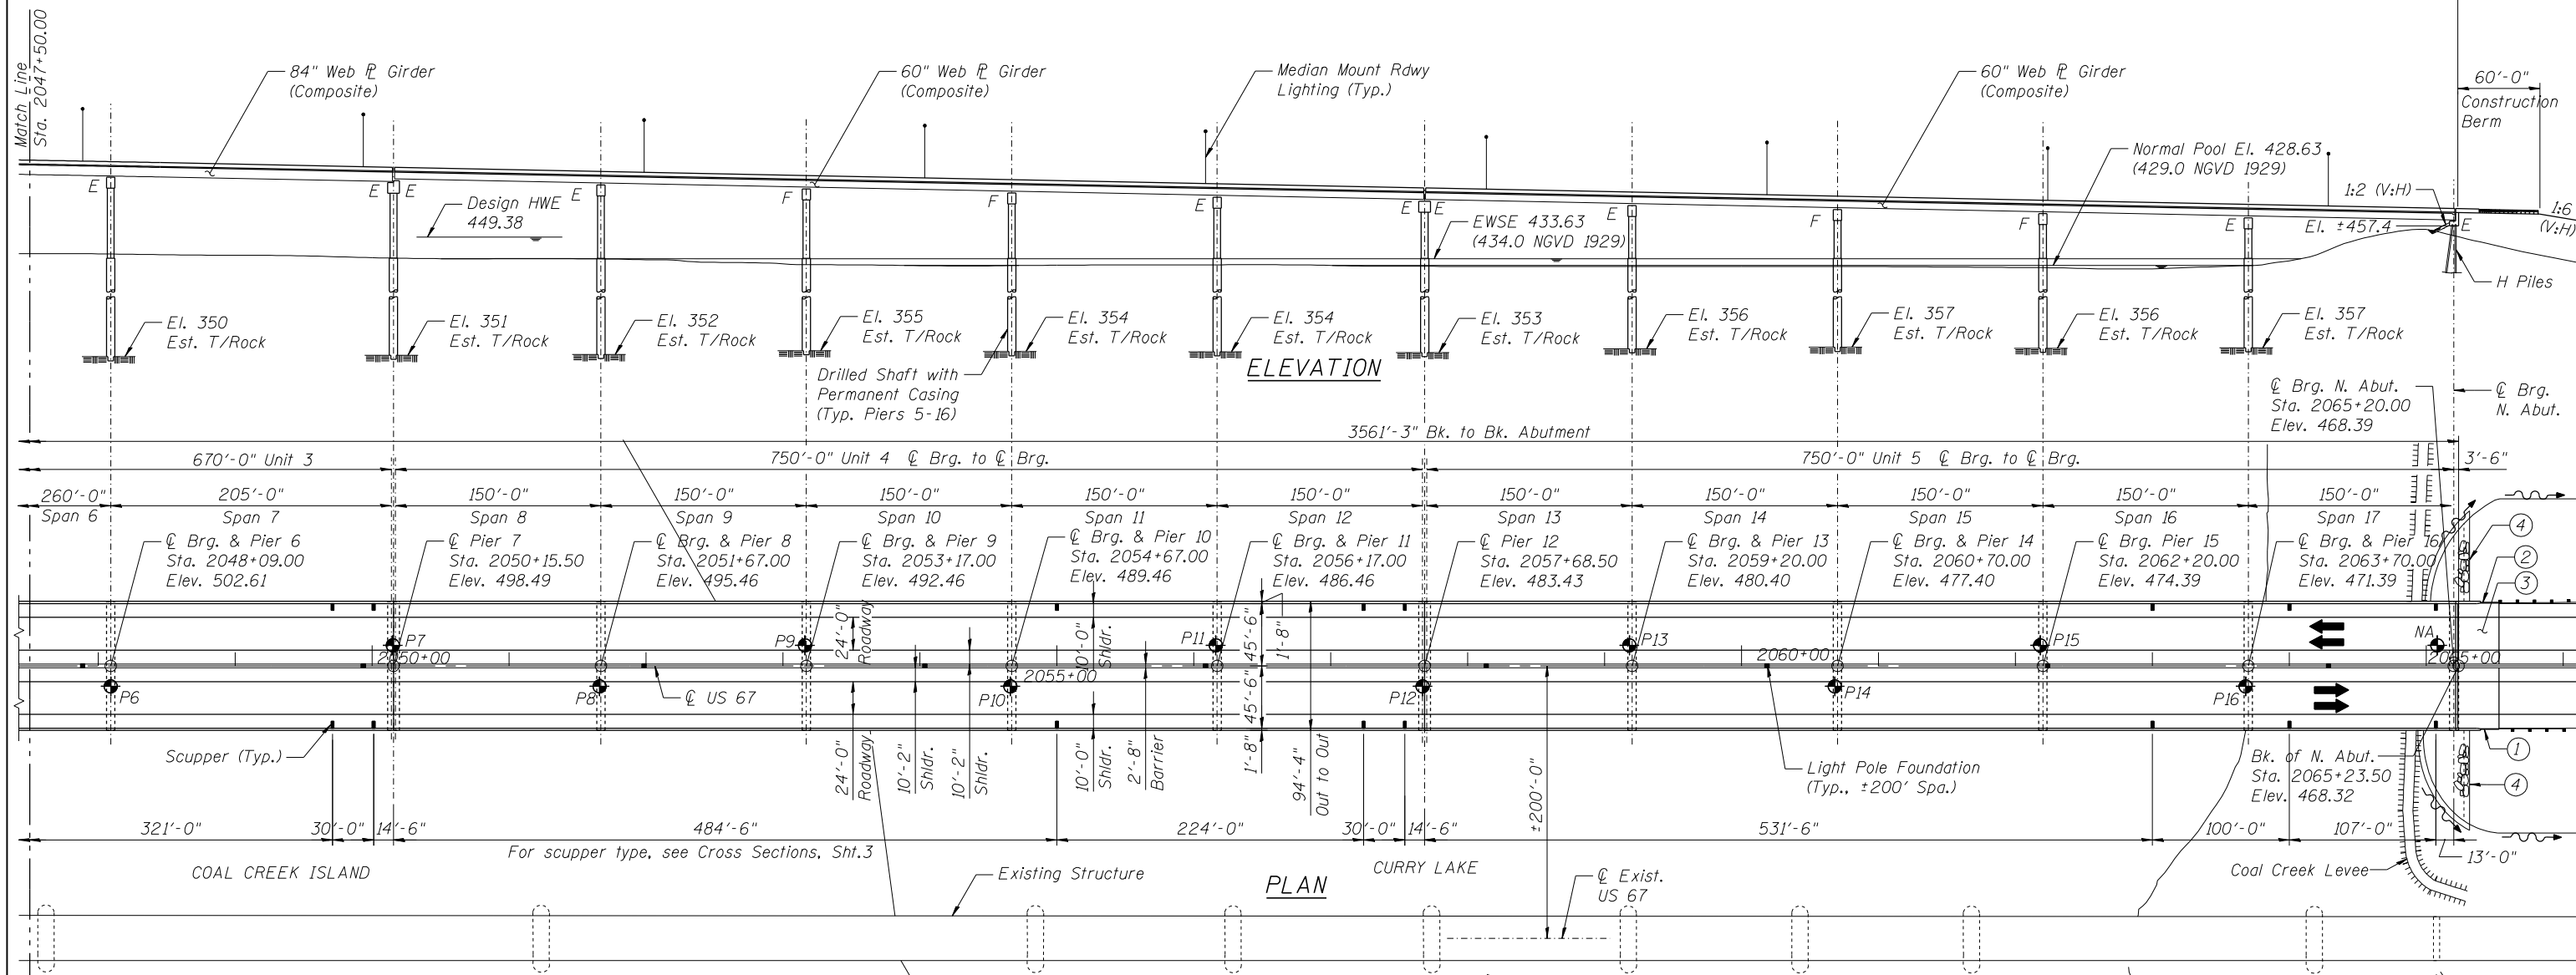 Match Line
Sta. 2047+50.00
84" Web ℄ Girder
(Composite)
60" Web ℄ Girder
(Composite)
Median Mount Rdwy
Lighting (Typ.)
60" Web ℄ Girder
(Composite)
60'-0"
Construction
Berm
Normal Pool El. 428.63
(429.0 NGVD 1929)
1:2 (V:H)
1:6
(V:H)
El. ±457.4
E
E
E
E
F
F
E
E
E
E
F
F
E
E
Design HWE
449.38
EWSE 433.63
(434.0 NGVD 1929)
H Piles
El. 350
Est. T/Rock
El. 351
Est. T/Rock
El. 352
Est. T/Rock
El. 355
Est. T/Rock
El. 354
Est. T/Rock
El. 354
Est. T/Rock
El. 353
Est. T/Rock
El. 356
Est. T/Rock
El. 357
Est. T/Rock
El. 356
Est. T/Rock
El. 357
Est. T/Rock
Drilled Shaft with
Permanent Casing
(Typ. Piers 5-16)
ELEVATION
℄ Brg. N. Abut.
Sta. 2065+20.00
Elev. 468.39
℄ Brg.
N. Abut.
3561'-3" Bk. to Bk. Abutment
670'-0" Unit 3
750'-0" Unit 4 ℄ Brg. to ℄ Brg.
750'-0" Unit 5 ℄ Brg. to ℄ Brg.
3'-6"
260'-0"
Span 6
205'-0"
Span 7
150'-0"
Span 8
150'-0"
Span 9
150'-0"
Span 10
150'-0"
Span 11
150'-0"
Span 12
150'-0"
Span 13
150'-0"
Span 14
150'-0"
Span 15
150'-0"
Span 16
150'-0"
Span 17
℄ Brg. & Pier 6
Sta. 2048+09.00
Elev. 502.61
℄ Pier 7
Sta. 2050+15.50
Elev. 498.49
℄ Brg. & Pier 8
Sta. 2051+67.00
Elev. 495.46
℄ Brg. & Pier 9
Sta. 2053+17.00
Elev. 492.46
℄ Brg. & Pier 10
Sta. 2054+67.00
Elev. 489.46
℄ Brg. & Pier 11
Sta. 2056+17.00
Elev. 486.46
℄ Pier 12
Sta. 2057+68.50
Elev. 483.43
℄ Brg. & Pier 13
Sta. 2059+20.00
Elev. 480.40
℄ Brg. & Pier 14
Sta. 2060+70.00
Elev. 477.40
℄ Brg. Pier 15
Sta. 2062+20.00
Elev. 474.39
℄ Brg. & Pier 16
Sta. 2063+70.00
Elev. 471.39
4
2
3
1
4
P6
P7
P8
P9
P10
P11
P12
P13
P14
P15
P16
NA
2050+00
2055+00
2060+00
2065+00
℄ US 67
24'-0"
Roadway
24'-0"
Roadway
10'-2"
Shldr.
10'-2"
Shldr.
10'-0"
Shldr.
10'-0"
Shldr.
2'-8"
Barrier
45'-6"
45'-6"
1'-8"
1'-8"
94'-4"
Out to Out
±200'-0"
Scupper (Typ.)
Light Pole Foundation
(Typ., ±200' Spa.)
Bk. of N. Abut.
Sta. 2065+23.50
Elev. 468.32
321'-0"
30'-0"
14'-6"
484'-6"
224'-0"
30'-0"
14'-6"
531'-6"
100'-0"
107'-0"
13'-0"
For scupper type, see Cross Sections, Sht.3
COAL CREEK ISLAND
CURRY LAKE
Coal Creek Levee
Existing Structure
PLAN
℄ Exist.
US 67